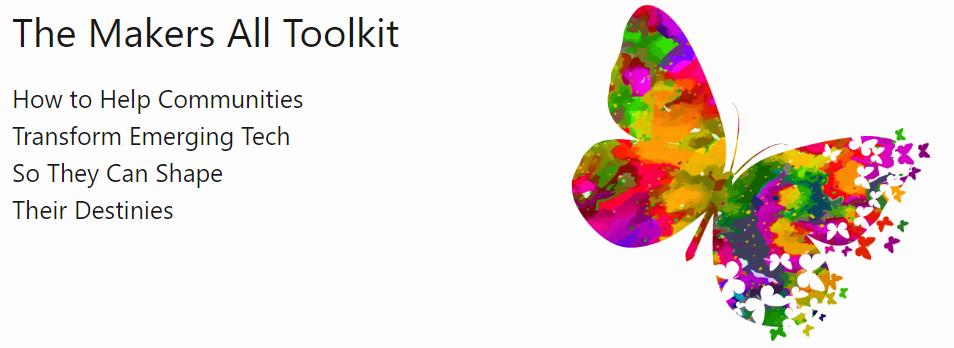 The Makers All Toolkit
How to Help Communities
Transform Emerging Tech
So They Can Shape
Their Destinies